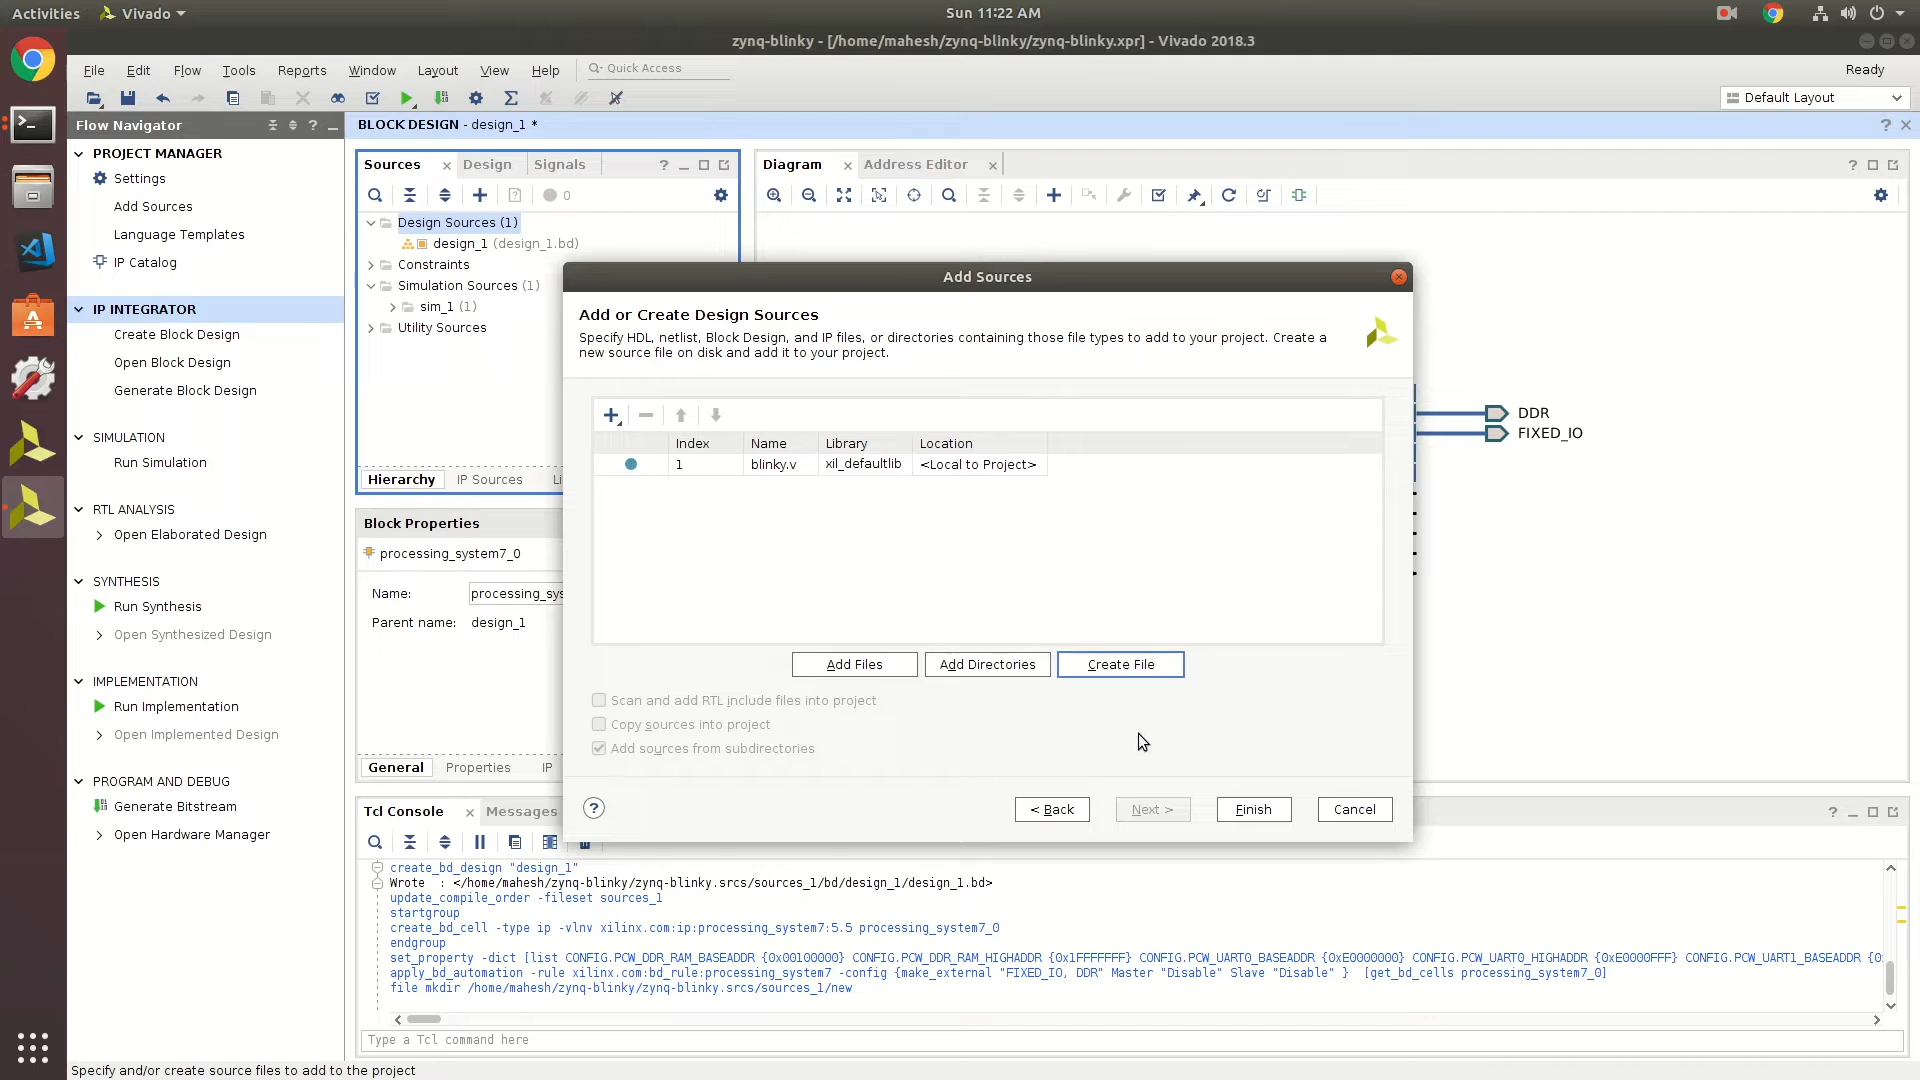 Activities
Vivado
Sun 11:22 AM
zynq-blinky - [/home/mahesh/zynq-blinky/zynq-blinky.xpr] - Vivado 2018.3
File Edit Flow Tools Reports Window Layout View Help
Quick Access
Ready
Default Layout
Flow Navigator
PROJECT MANAGER
Settings
Add Sources
Language Templates
IP Catalog
IP INTEGRATOR
Create Block Design
Open Block Design
Generate Block Design
SIMULATION
Run Simulation
RTL ANALYSIS
Open Elaborated Design
SYNTHESIS
Run Synthesis
Open Synthesized Design
IMPLEMENTATION
Run Implementation
Open Implemented Design
PROGRAM AND DEBUG
Generate Bitstream
Open Hardware Manager
BLOCK DESIGN - design_1 *
Sources Design Signals
0
Design Sources (1)
design_1 (design_1.bd)
Constraints
Simulation Sources (1)
sim_1 (1)
Utility Sources
Hierarchy IP Sources Li
Block Properties
processing_system7_0
Name: processing_sys
Parent name: design_1
General Properties IP
Diagram Address Editor
DDR
FIXED_IO
Add Sources
Add or Create Design Sources
Specify HDL, netlist, Block Design, and IP files, or directories containing those file types to add to your project. Create a
new source file on disk and add it to your project.
Index Name Library Location
1 blinky.v xil_defaultlib <Local to Project>
Add Files Add Directories Create File
Scan and add RTL include files into project
Copy sources into project
Add sources from subdirectories
< Back Next > Finish Cancel
Tcl Console Messages
create_bd_design "design_1"
Wrote : </home/mahesh/zynq-blinky/zynq-blinky.srcs/sources_1/bd/design_1/design_1.bd>
update_compile_order -fileset sources_1
startgroup
create_bd_cell -type ip -vlnv xilinx.com:ip:processing_system7:5.5 processing_system7_0
endgroup
set_property -dict [list CONFIG.PCW_DDR_RAM_BASEADDR {0x00100000} CONFIG.PCW_DDR_RAM_HIGHADDR {0x1FFFFFFF} CONFIG.PCW_UART0_BASEADDR {0xE0000000} CONFIG.PCW_UART0_HIGHADDR {0xE0000FFF} CONFIG.PCW_UART1_BASEADDR {0
apply_bd_automation -rule xilinx.com:bd_rule:processing_system7 -config {make_external "FIXED_IO, DDR" Master "Disable" Slave "Disable" } [get_bd_cells processing_system7_0]
file mkdir /home/mahesh/zynq-blinky/zynq-blinky.srcs/sources_1/new
Type a Tcl command here
Specify and/or create source files to add to the project